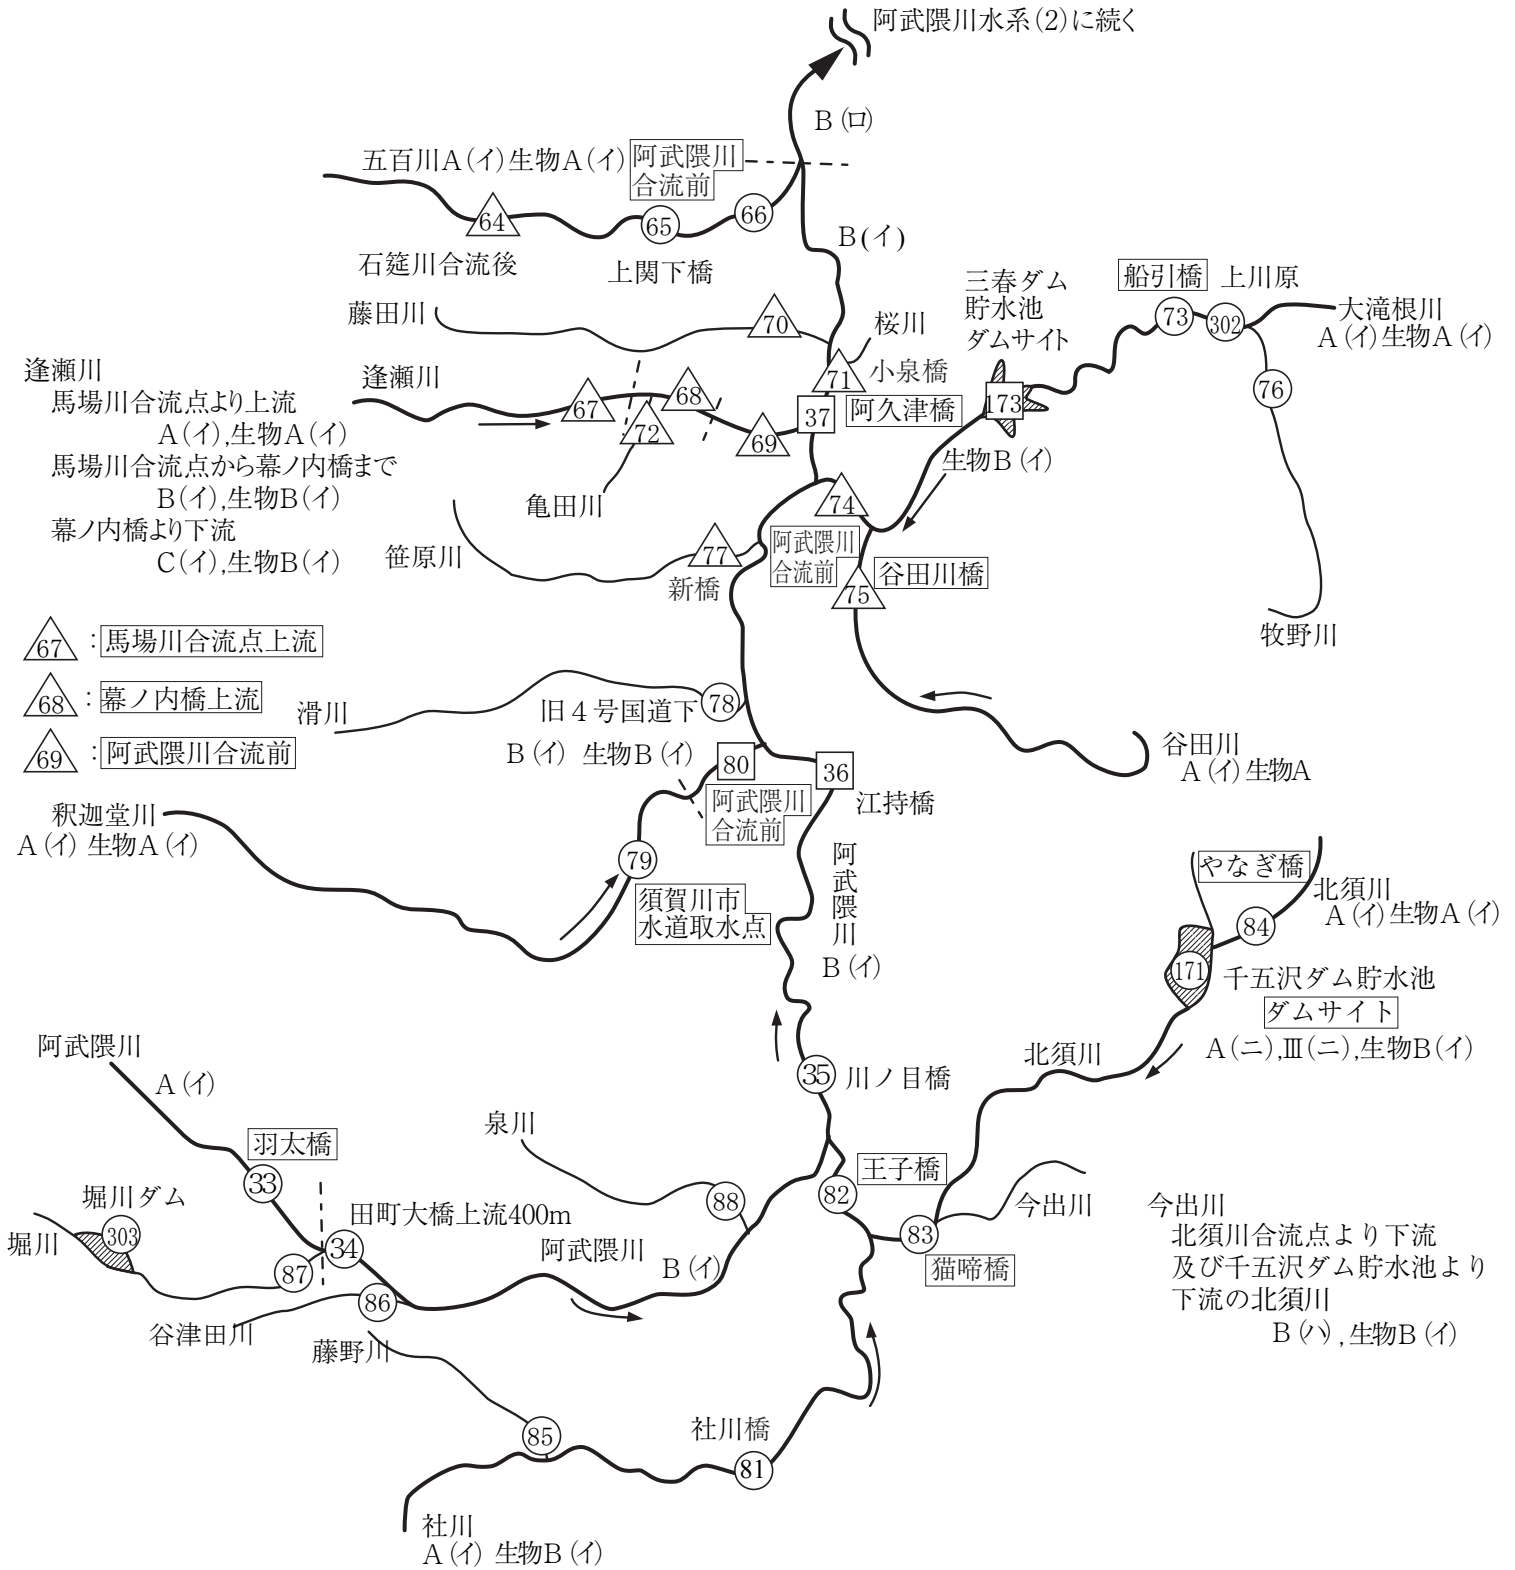 阿武隈川水系(2)に続く
B(ロ)
五百川A(イ)生物A(イ)
阿武隈川
合流前
64
65
66
石筵川合流後
上関下橋
B(イ)
三春ダム
貯水池
ダムサイト
船引橋
上川原
73
302
大滝根川
A(イ)生物A(イ)
藤田川
70
桜川
71
小泉橋
76
逢瀬川
馬場川合流点より上流
A(イ),生物A(イ)
馬場川合流点から幕ノ内橋まで
B(イ),生物B(イ)
幕ノ内橋より下流
C(イ),生物B(イ)
逢瀬川
67
68
72
69
37
阿久津橋
173
生物B(イ)
亀田川
74
笹原川
77
新橋
阿武隈川
合流前
谷田川橋
75
牧野川
67:馬場川合流点上流
68:幕ノ内橋上流
69:阿武隈川合流前
滑川
旧4号国道下
78
B(イ) 生物B(イ)
80
36
阿武隈川
合流前
江持橋
谷田川
A(イ)生物A
釈迦堂川
A(イ) 生物A(イ)
79
須賀川市
水道取水点
阿武隈川
B(イ)
やなぎ橋
北須川
A(イ)生物A(イ)
84
171
千五沢ダム貯水池
ダムサイト
A(ニ),Ⅲ(ニ),生物B(イ)
北須川
阿武隈川
A(イ)
35
川ノ目橋
泉川
羽太橋
33
王子橋
82
88
堀川ダム
303
堀川
87
34
田町大橋上流400m
阿武隈川
B(イ)
83
猫啼橋
今出川
今出川
北須川合流点より下流
及び千五沢ダム貯水池より
下流の北須川
B(ハ),生物B(イ)
86
谷津田川
藤野川
85
社川橋
81
社川
A(イ) 生物B(イ)